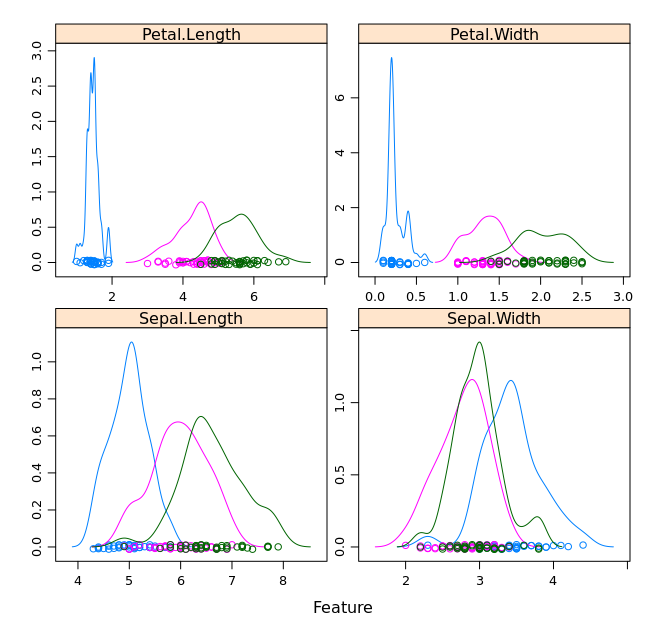 Petal.Length
Petal.Width
0.0 0.5 1.0 1.5 2.0 2.5 3.0
2 4 6
0 2 4 6
0.0 0.5 1.0 1.5 2.0 2.5 3.0
Sepal.Length
Sepal.Width
0.0 0.2 0.4 0.6 0.8 1.0
4 5 6 7 8
0.0 0.5 1.0
2 3 4
Feature